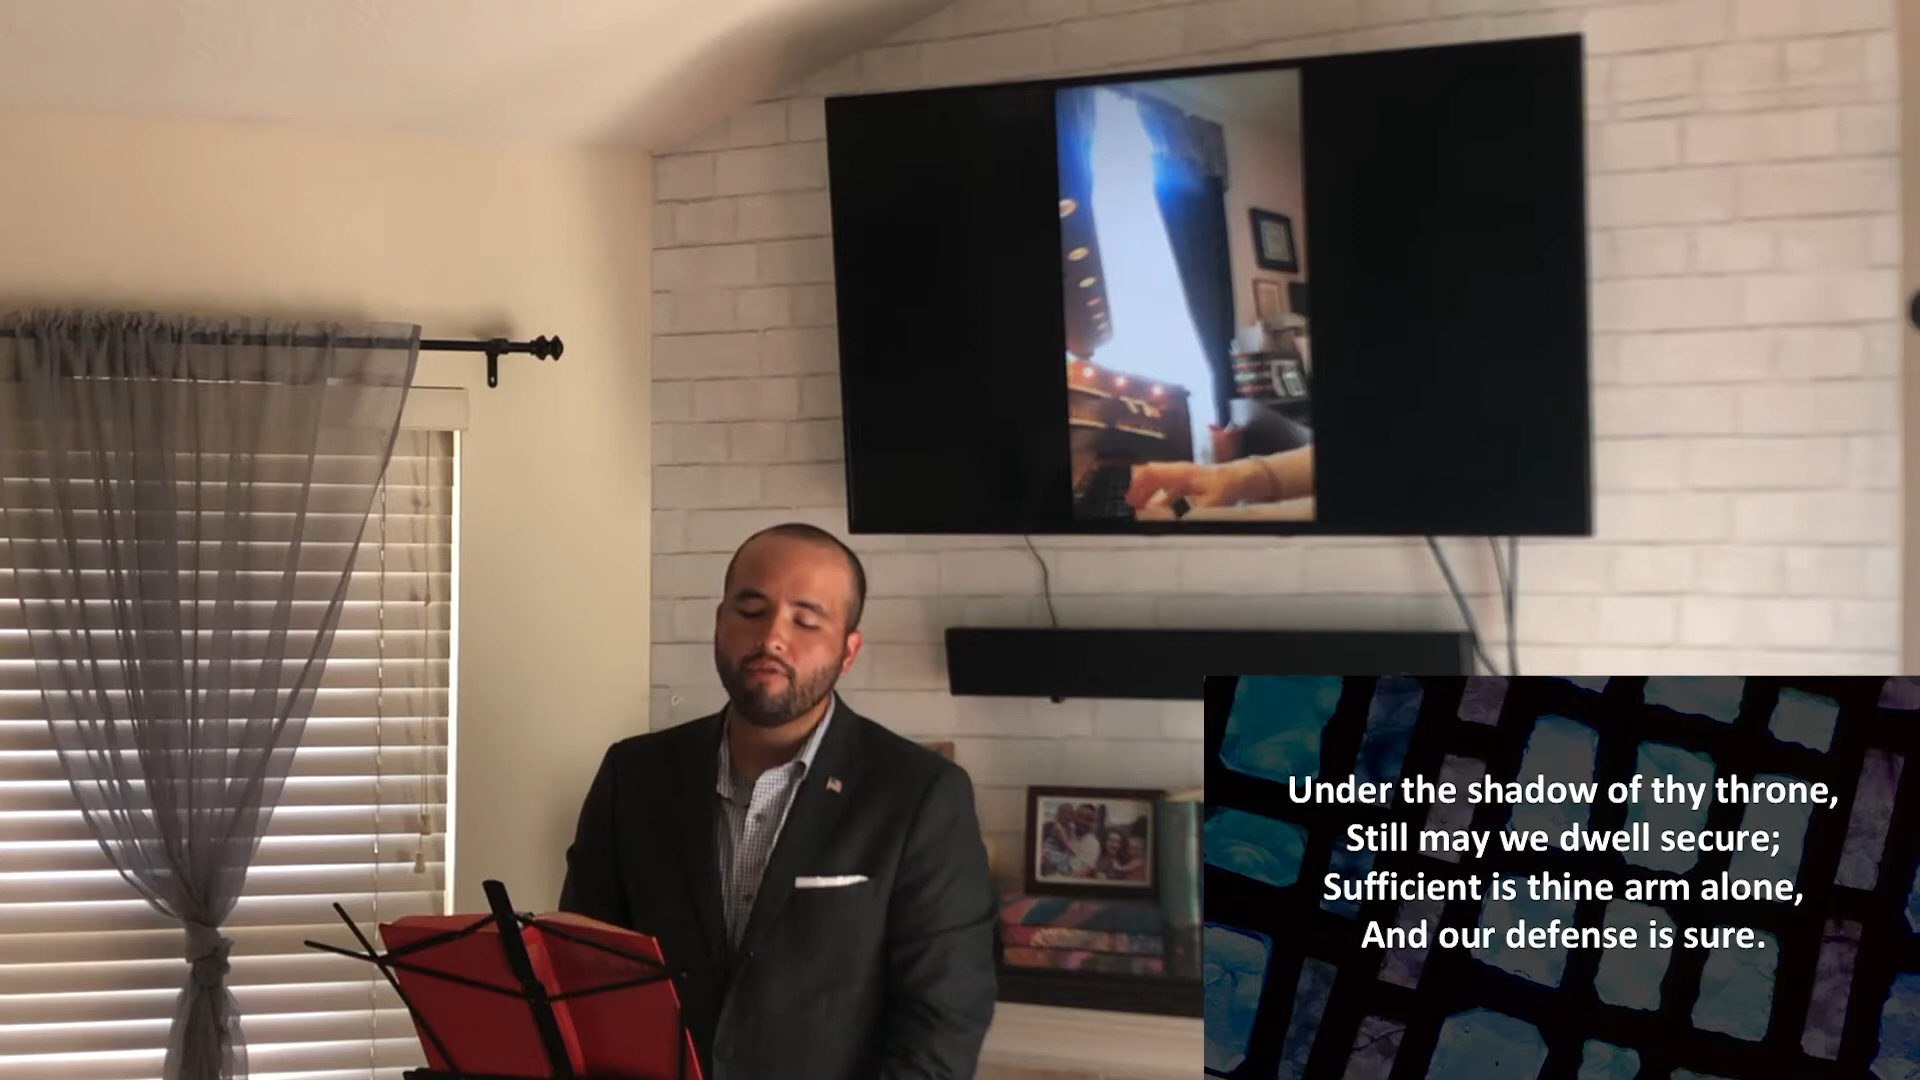 Under the shadow of thy throne,
Still may we dwell secure;
Sufficient is thine arm alone,
And our defense is sure.